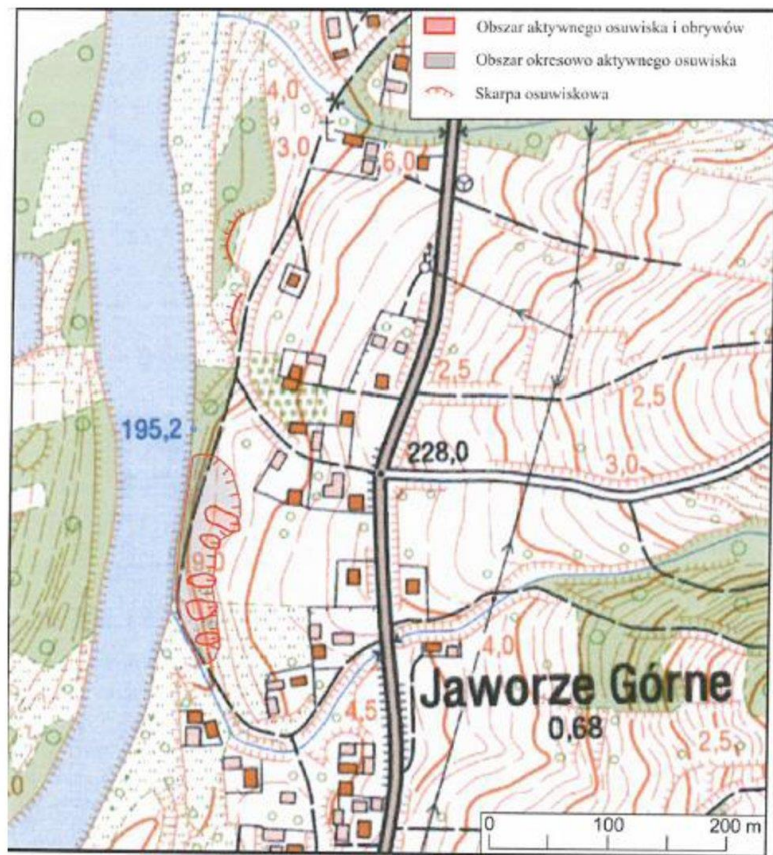 Obszar aktywnego osuwiska i obrywów
Obszar okresowo aktywnego osuwiska
Skarpa osuwiskowa
4,0
3,0
6,0
2,5
2,5
195,2
228,0
3,0
9
4,0
Jaworze Górne
0,68
4,5
2,5
0 100 200 m